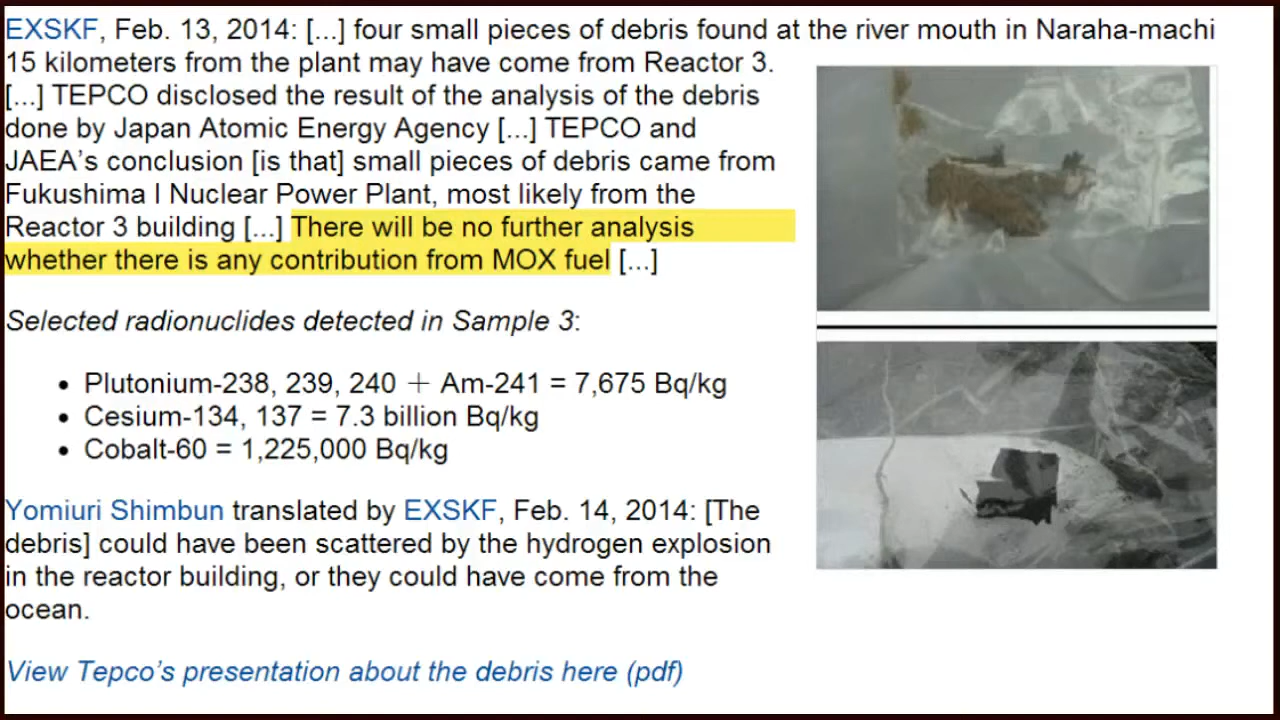 EXSKF, Feb. 13, 2014: [...] four small pieces of debris found at the river mouth in Naraha-machi
15 kilometers from the plant may have come from Reactor 3.
[...] TEPCO disclosed the result of the analysis of the debris
done by Japan Atomic Energy Agency [...] TEPCO and
JAEA’s conclusion [is that] small pieces of debris came from
Fukushima I Nuclear Power Plant, most likely from the
Reactor 3 building [...] There will be no further analysis
whether there is any contribution from MOX fuel [...]
Selected radionuclides detected in Sample 3:
• Plutonium-238, 239, 240 + Am-241 = 7,675 Bq/kg
• Cesium-134, 137 = 7.3 billion Bq/kg
• Cobalt-60 = 1,225,000 Bq/kg
Yomiuri Shimbun translated by EXSKF, Feb. 14, 2014: [The
debris] could have been scattered by the hydrogen explosion
in the reactor building, or they could have come from the
ocean.
View Tepco’s presentation about the debris here (pdf)